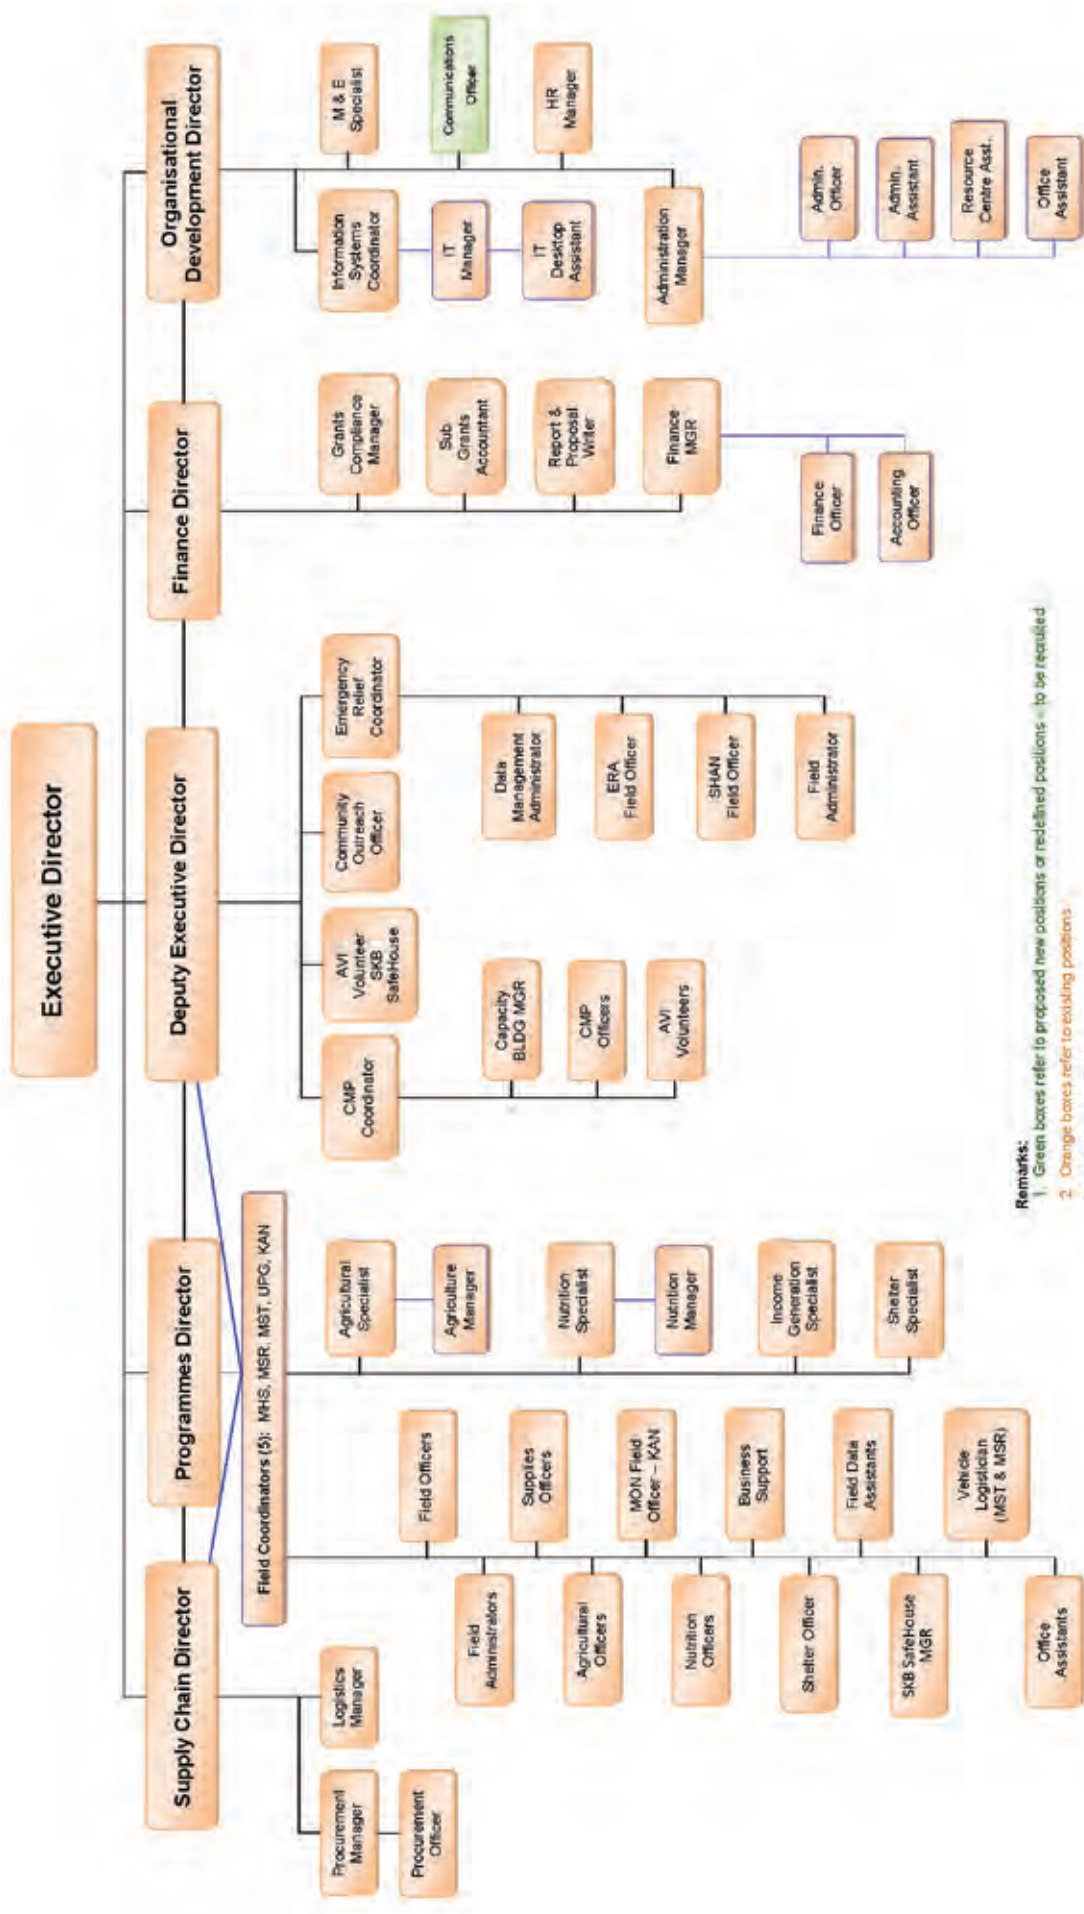 Executive Director
Supply Chain Director
Programmes Director
Deputy Executive Director
Finance Director
Organisational
Development Director
Field Coordinators (5): MHS, MSR, MST, UPG, KAN
Procurement
Manager
Procurement
Officer
Logistics
Manager
Field Officers
Field
Administrators
Supplies
Officers
Agricultural
Officers
MON Field
Officer – KAN
Nutrition
Officers
Business
Support
Shelter Officer
Field Data
Assistants
SKB SafeHouse
MGR
Vehicle
Logistician
(MST & MSR)
Office
Assistants
Agricultural
Specialist
Agriculture
Manager
Nutrition
Specialist
Nutrition
Manager
Income
Generation
Specialist
Shelter
Specialist
CMP
Coordinator
AVI
Volunteer
SKB
SafeHouse
Community
Outreach
Officer
Emergency
Relief
Coordinator
Capacity
BLDG MGR
CMP
Officers
AVI
Volunteers
Data
Management
Administrator
ERA
Field Officer
SHAN
Field Officer
Field
Administrator
Grants
Compliance
Manager
Sub
Grants
Accountant
Report &
Proposal
Writer
Finance
MGR
Finance
Officer
Accounting
Officer
Information
Systems
Coordinator
M & E
Specialist
IT
Manager
Communications
Officer
IT
Desktop
Assistant
HR
Manager
Administration
Manager
Admin.
Officer
Admin.
Assistant
Resource
Centre Asst.
Office
Assistant
Remarks:
1. Green boxes refer to proposed new positions or redefined positions - to be recruited
2. Orange boxes refer to existing positions